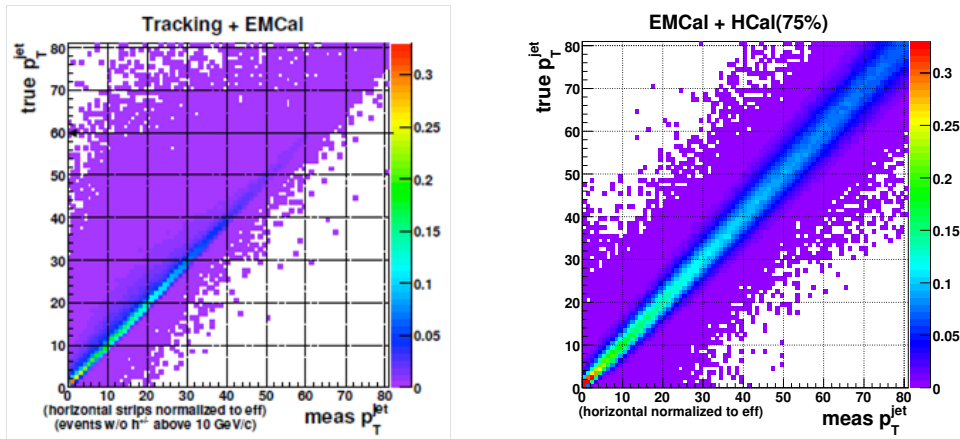 Tracking + EMCal
true p_T^jet
80
70
60
50
40
30
20
10
0
0 10 20 30 40 50 60 70 80
0.3
0.25
0.2
0.15
0.1
0.05
0
(horizontal strips normalized to eff)
(events w/o h^+/- above 10 GeV/c)
meas p_T^jet
EMCal + HCal(75%)
true p_T^jet
80
70
60
50
40
30
20
10
0
0 10 20 30 40 50 60 70 80
0.3
0.25
0.2
0.15
0.1
0.05
0
(horizontal normalized to eff)
meas p_T^jet